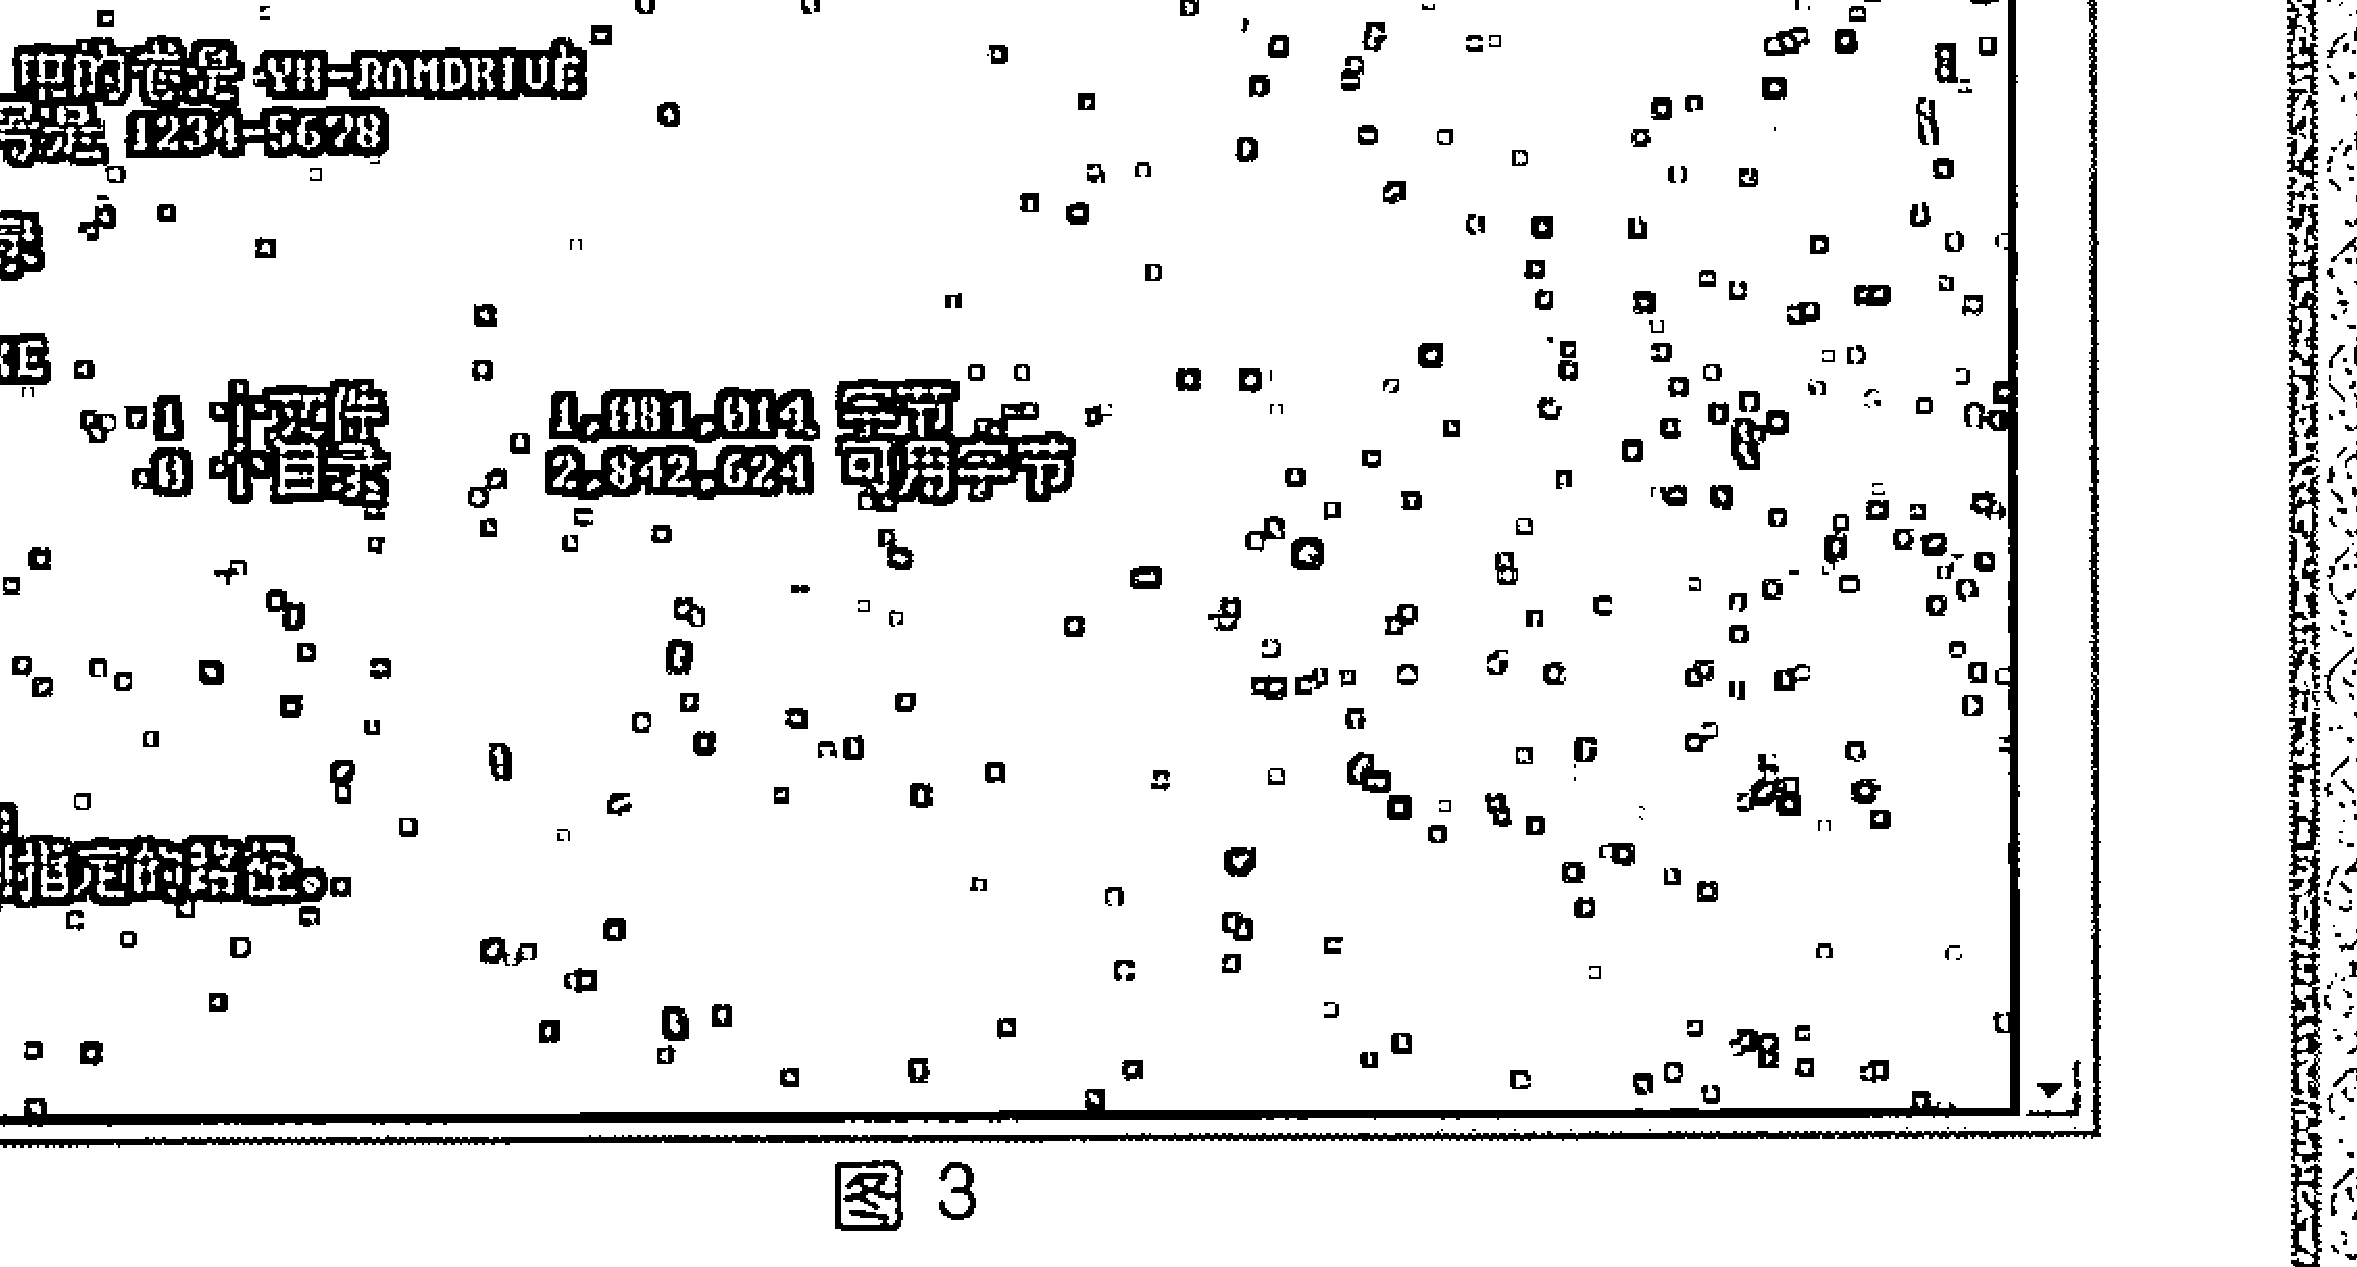 中的卷是 YH-RAMDRIVE
号是 1234-5678
录
KE
1 个文件 1,081,014 字节
0 个目录 2,842,624 可用字节
指定的路径。
图 3